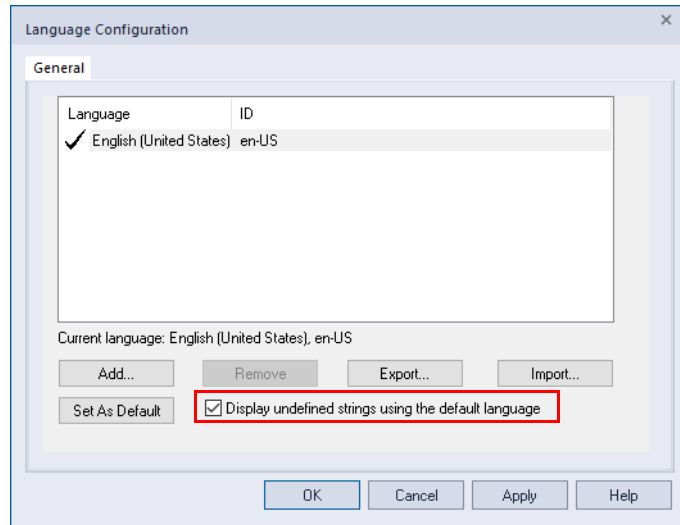 Language Configuration
General
Language ID
English (United States) en-US
Current language: English (United States), en-US
Add... Remove Export... Import...
Set As Default Display undefined strings using the default language
OK Cancel Apply Help